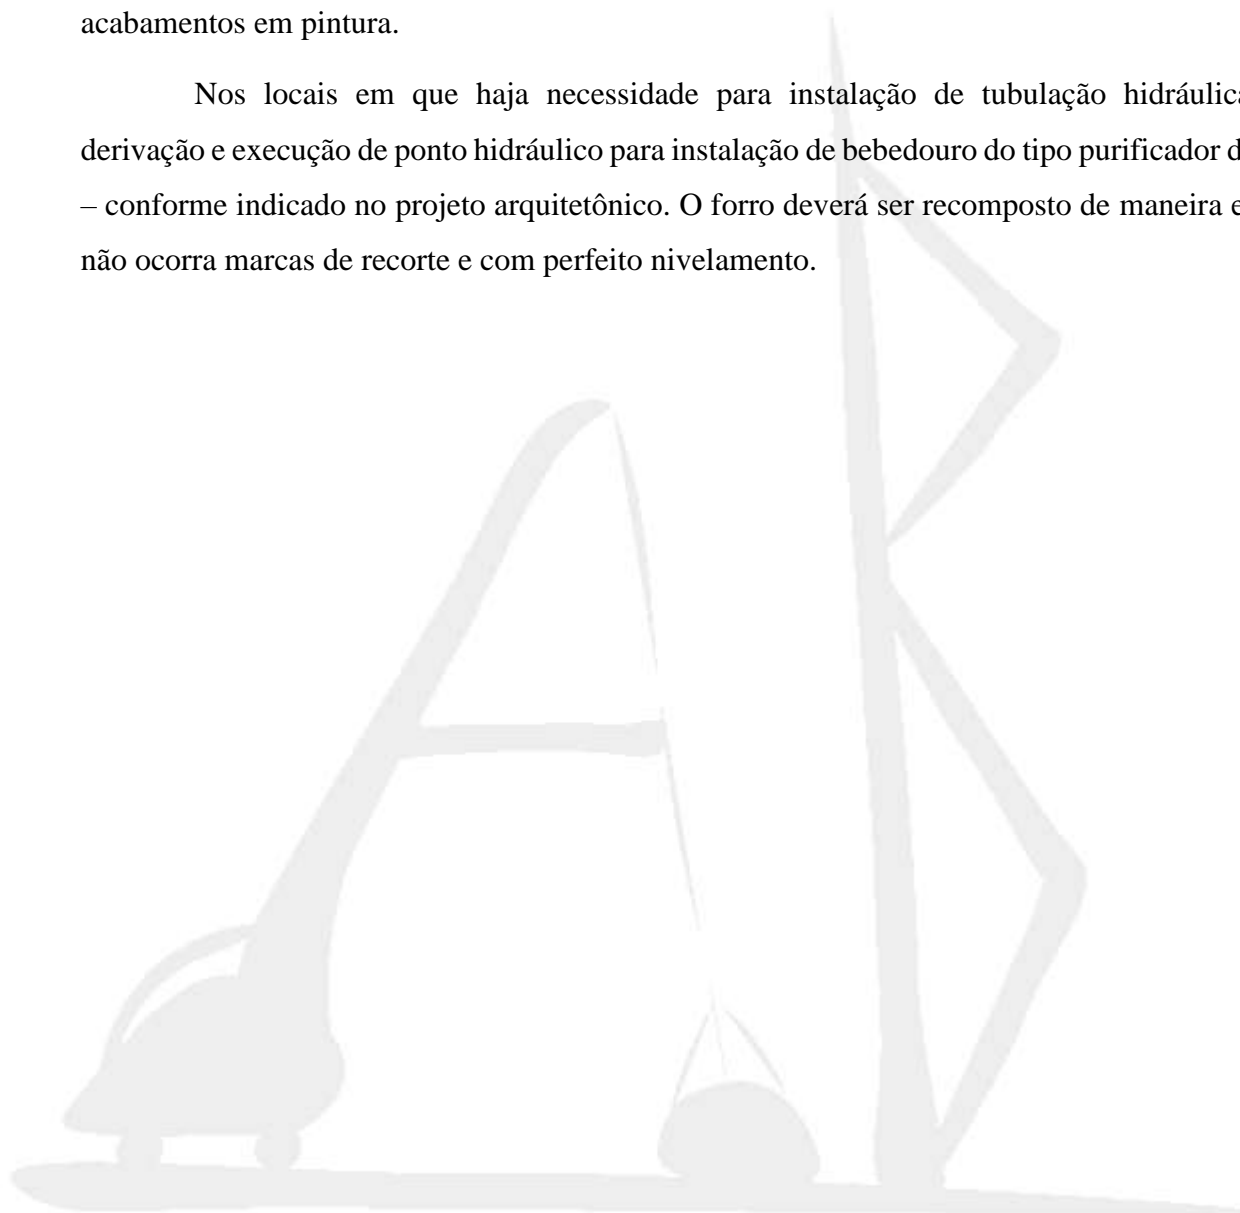 acabamentos em pintura.
Nos locais em que haja necessidade para instalação de tubulação hidráulica
derivação e execução de ponto hidráulico para instalação de bebedouro do tipo purificador d
– conforme indicado no projeto arquitetônico. O forro deverá ser recomposto de maneira e
não ocorra marcas de recorte e com perfeito nivelamento.